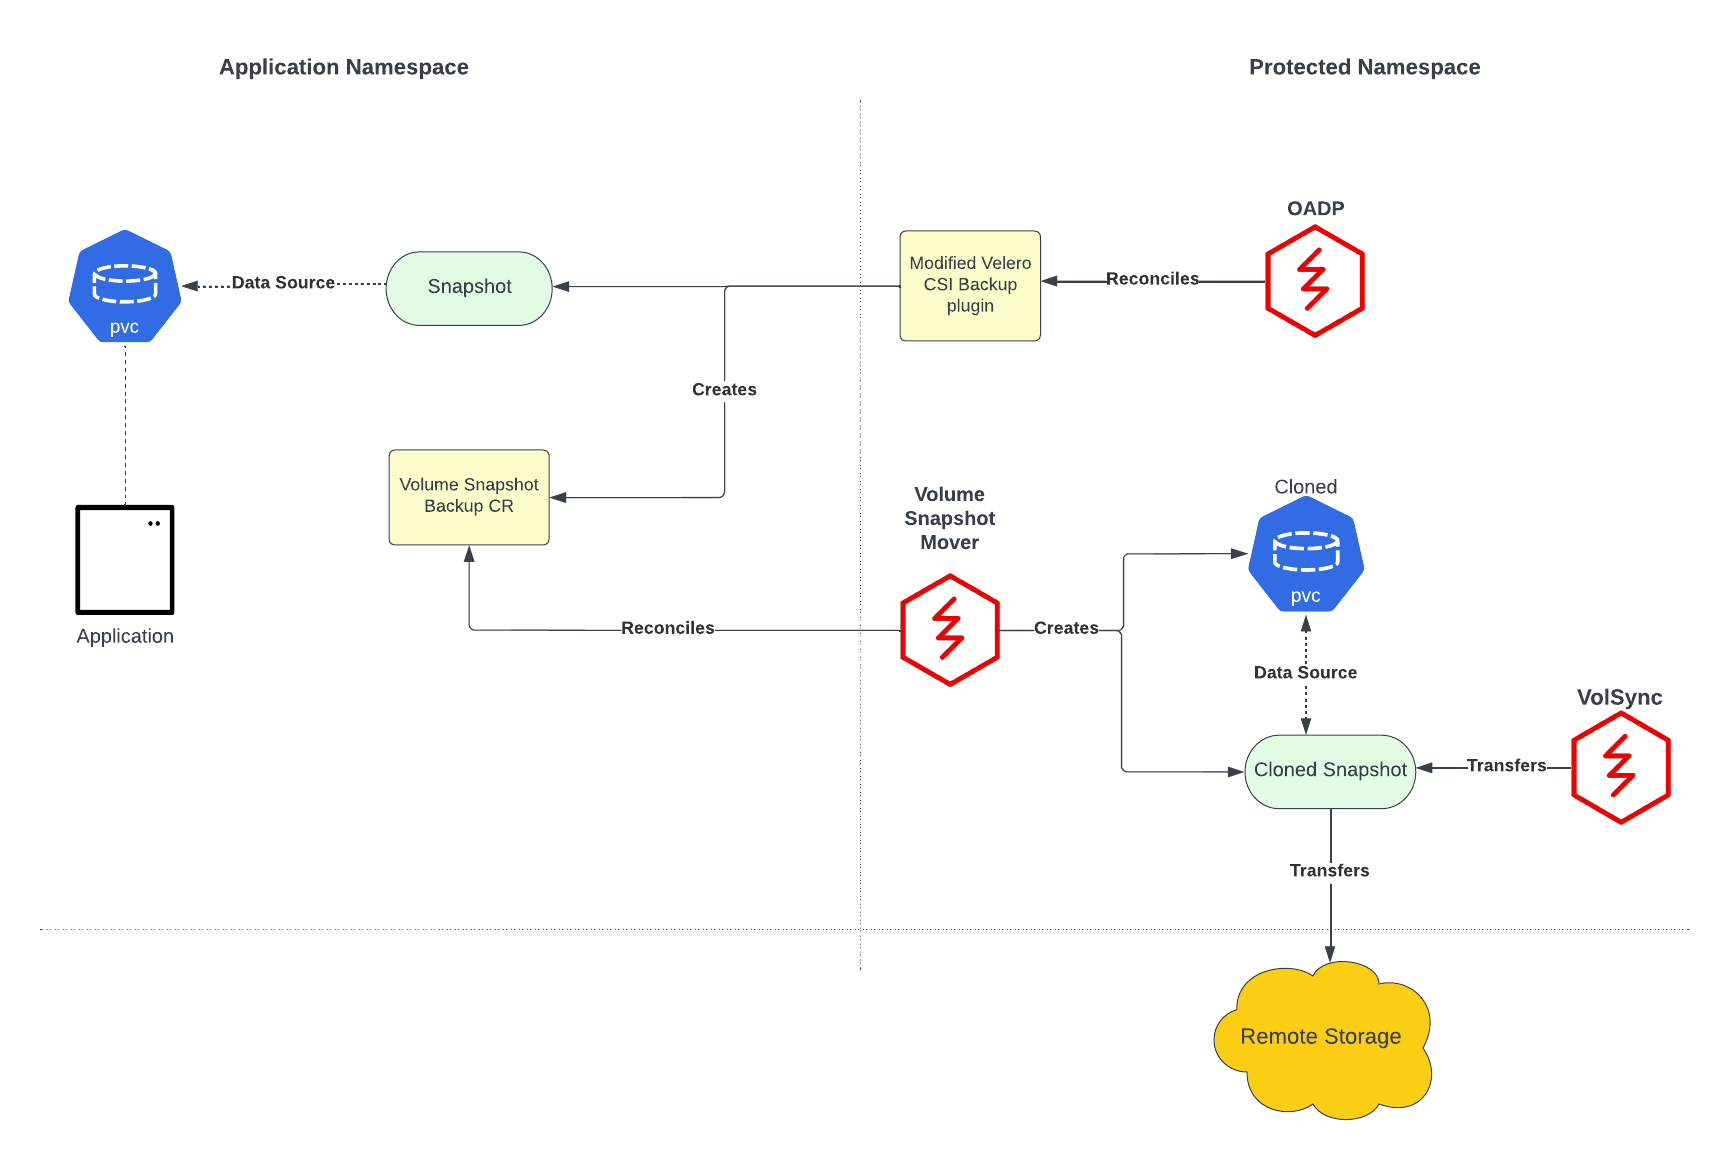 Application Namespace
Protected Namespace
OADP
Modified Velero
CSI Backup
plugin
Reconciles
Data Source
Snapshot
pvc
Creates
Volume Snapshot
Backup CR
Volume
Snapshot
Mover
Cloned
pvc
Application
Reconciles
Creates
Data Source
VolSync
Cloned Snapshot
Transfers
Transfers
Remote Storage